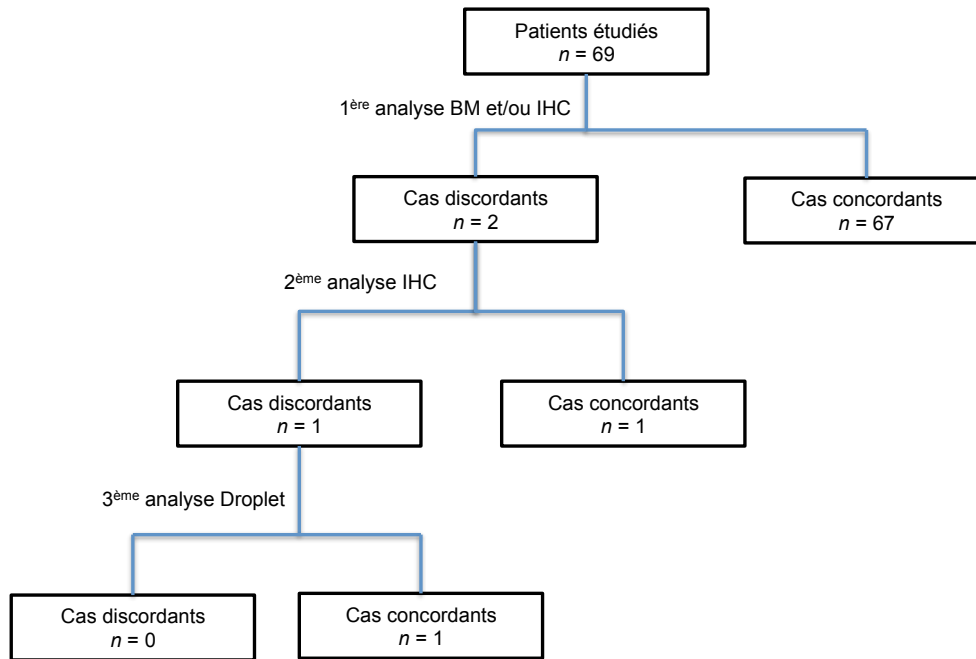 Patients étudiés
n = 69
1ère analyse BM et/ou IHC
Cas discordants
n = 2
Cas concordants
n = 67
2ème analyse IHC
Cas discordants
n = 1
Cas concordants
n = 1
3ème analyse Droplet
Cas discordants
n = 0
Cas concordants
n = 1